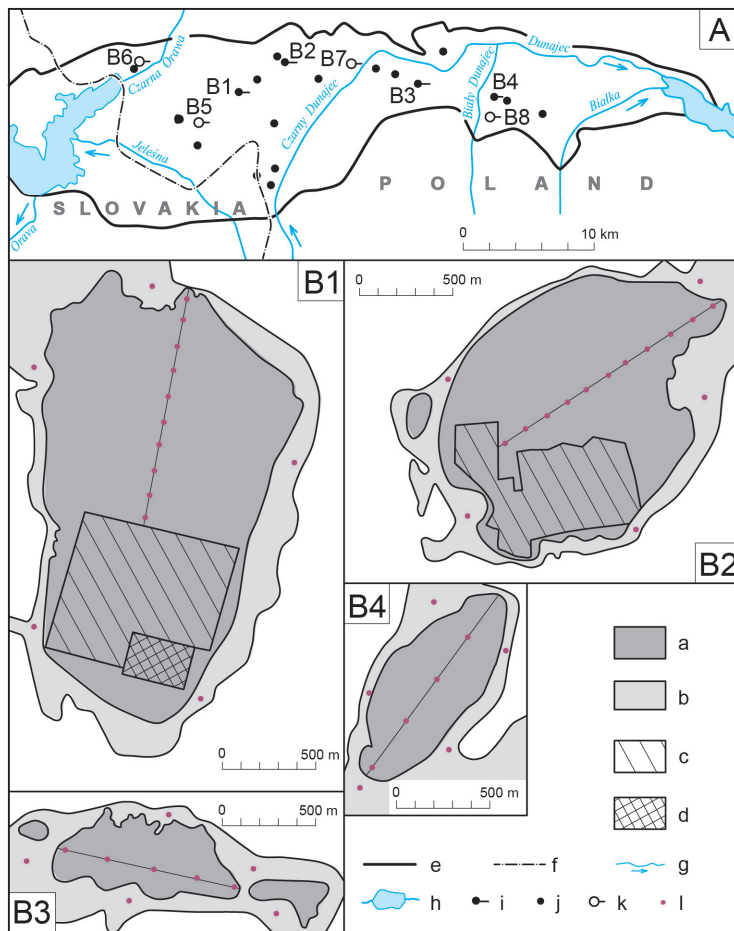 A
B6
Czarna Orawa
B2
B7
Dunajec
B1
B3
B4
B5
B8
Czarny Dunajec
Biały Dunajec
Białka
Jeleśna
POLAND
SLOVAKIA
Orava
0 10 km
B1
0 500 m
B2
0 500 m
B4
0 500 m
B3
0 500 m
a
b
c
d
e f g
h i j k l